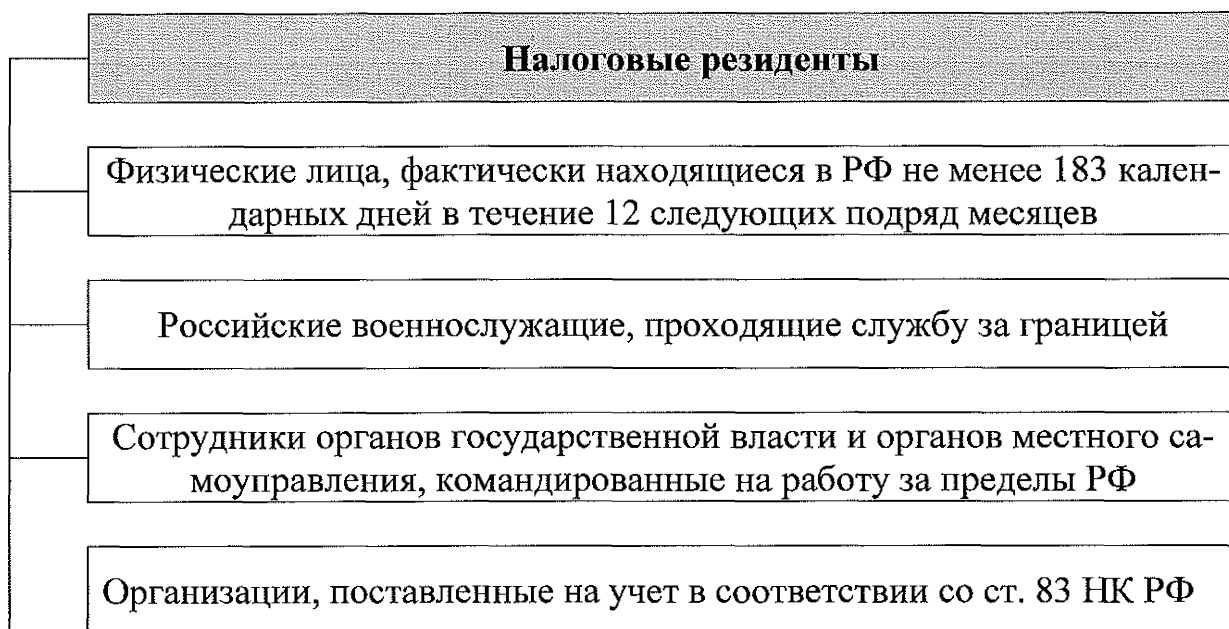 Налоговые резиденты
Физические лица, фактически находящиеся в РФ не менее 183 кален-
дарных дней в течение 12 следующих подряд месяцев
Российские военнослужащие, проходящие службу за границей
Сотрудники органов государственной власти и органов местного са-
моуправления, командированные на работу за пределы РФ
Организации, поставленные на учет в соответствии со ст. 83 НК РФ